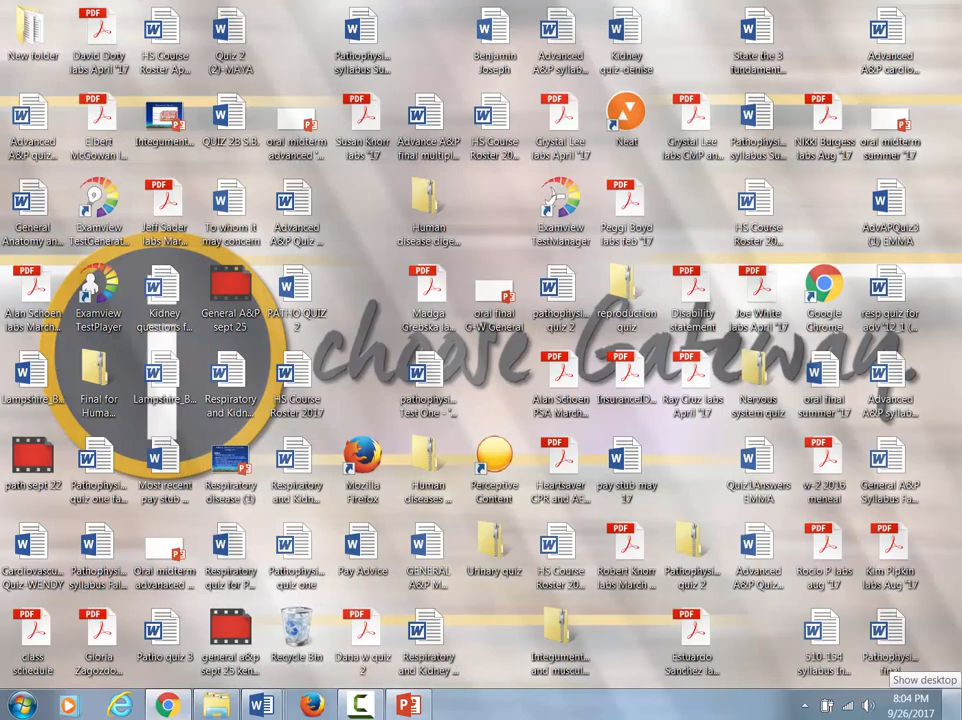 New folder
David Doty
labs April '17
HS Course
Roster Ap...
Quiz 2
(2)-MAYA
Pathophysi...
syllabus Su...
Benjamin
Joseph
Advanced
A&P syllab...
Kidney
quiz-denise
State the 3
fundament...
Advanced
A&P cardio...
Advanced
A&P quiz...
Elbert
McGowan l...
Integument...
QUIZ 2B S.B.
oral midterm
advanced '...
Susan Knorr
labs '17
Advance A&P
final multipl...
HS Course
Roster 20...
Crystal Lee
labs April '17
Neat
Crystal Lee
labs CMP an...
Pathophysi...
syllabus Su...
Nikki Burgess
labs Aug '17
oral midterm
summer '17
General
Anatomy an...
Examview
TestGenerat...
Jeff Sader
labs Mar...
To whom it
may concern
Advanced
A&P Quiz ...
Human
disease dige...
Examview
TestManager
Peggi Boyd
labs feb '17
HS Course
Roster 20...
AdvAPQuiz3
(1) EMMA
Alan Schoen
labs March...
Examview
TestPlayer
Kidney
questions f...
General A&P
sept 25
PATHO QUIZ
2
Madga
Grebska la...
oral final
G-W General
pathophysi...
quiz 2
reproduction
quiz
Disability
statement
Joe White
labs April '17
Google
Chrome
resp quiz for
adv '12_1 (...
choose Gateway.
Lampshire_B...
Final for
Huma...
Lampshire_B...
Respiratory
and Kidn...
HS Course
Roster 2017
pathophysi...
Test One - '...
Alan Schoen
PSA March...
InsuranceID...
Ray Cruz labs
April '17
Nervous
system quiz
oral final
summer '17
Advanced
A&P syllab...
path sept 22
Pathophysi...
quiz one fa...
Most recent
pay stub ...
Respiratory
disease (1)
Respiratory
and Kidn...
Mozilla
Firefox
Human
diseases ...
Perceptive
Content
Heartsaver
CPR and AE...
pay stub may
17
Quiz1Answers
EMMA
w-2 2016
meneal
General A&P
Syllabus Fa...
Cardiovascu...
Quiz-WENDY
Pathophysi...
syllabus Fal...
Oral midterm
advanaced ...
Respiratory
quiz for P...
Pathophysi...
quiz one
Pay Advice
GENERAL
A&P M...
Urinary quiz
HS Course
Roster 20...
Robert Knorr
labs March ...
Pathophysi...
quiz 2
Advanced
A&P Quiz...
Rocio P labs
aug '17
Kim Pipkin
labs Aug '17
class
schedule
Gloria
Zagozdo...
Patho quiz 3
general a&p
sept 25 ken...
Recycle Bin
Dana w quiz
2
Respiratory
and Kidney ...
Integument...
and muscul...
Estuardo
Sanchez la...
510-154
syllabus In...
Pathophysi...
final...
Show desktop
8:04 PM
9/26/2017